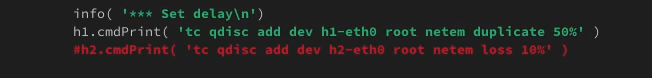 info( '*** Set delay\n')
h1.cmdPrint( 'tc qdisc add dev h1-eth0 root netem duplicate 50%' )
#h2.cmdPrint( 'tc qdisc add dev h2-eth0 root netem loss 10%' )